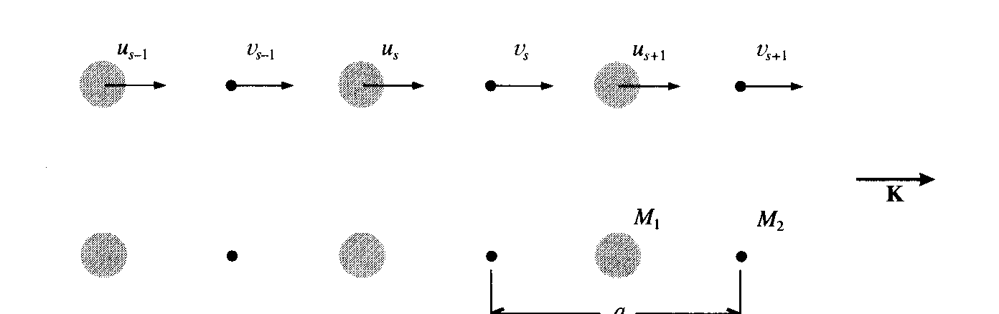 u_{s-1} v_{s-1} u_s v_s u_{s+1} v_{s+1}
K
M_1 M_2
a